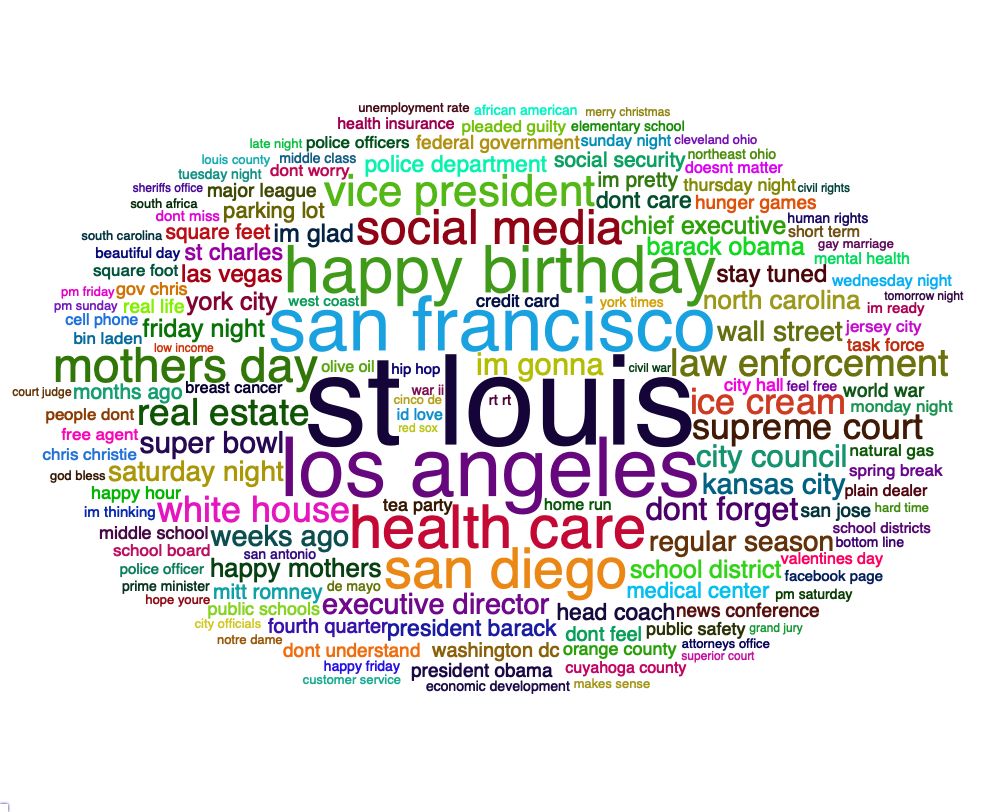 unemployment rate african american merry christmas
health insurance pleaded guilty elementary school
late night police officers federal government sunday night cleveland ohio
louis county middle class police department social security northeast ohio
tuesday night dont worry doesnt matter
sheriffs office major league vice president im pretty thursday night civil rights
south africa parking lot dont care hunger games
dont miss social media chief executive human rights
south carolina square feet im glad short term
beautiful day st charles happy birthday barack obama gay marriage
mental health
square foot las vegas stay tuned wednesday night
pm friday gov chris tomorrow night
pm sunday real life york city west coast credit card york times north carolina im ready
cell phone friday night san francisco wall street jersey city
bin laden task force
low income
mothers day olive oil hip hop im gonna civil war law enforcement
court judge months ago breast cancer war ii city hall feel free world war
cinco de rt rt ice cream monday night
people dont real estate id love st louis
red sox supreme court
free agent super bowl
chris christie los angeles city council natural gas
god bless saturday night spring break
happy hour kansas city plain dealer
im thinking white house tea party home run dont forget san jose hard time
middle school weeks ago health care regular season school districts
bottom line
school board san antonio valentines day
police officer happy mothers san diego school district facebook page
prime minister mitt romney de mayo medical center pm saturday
hope youre
public schools executive director head coach news conference
city officials fourth quarter president barack dont feel public safety grand jury
notre dame dont understand washington dc orange county attorneys office
superior court
happy friday president obama cuyahoga county
customer service economic development makes sense